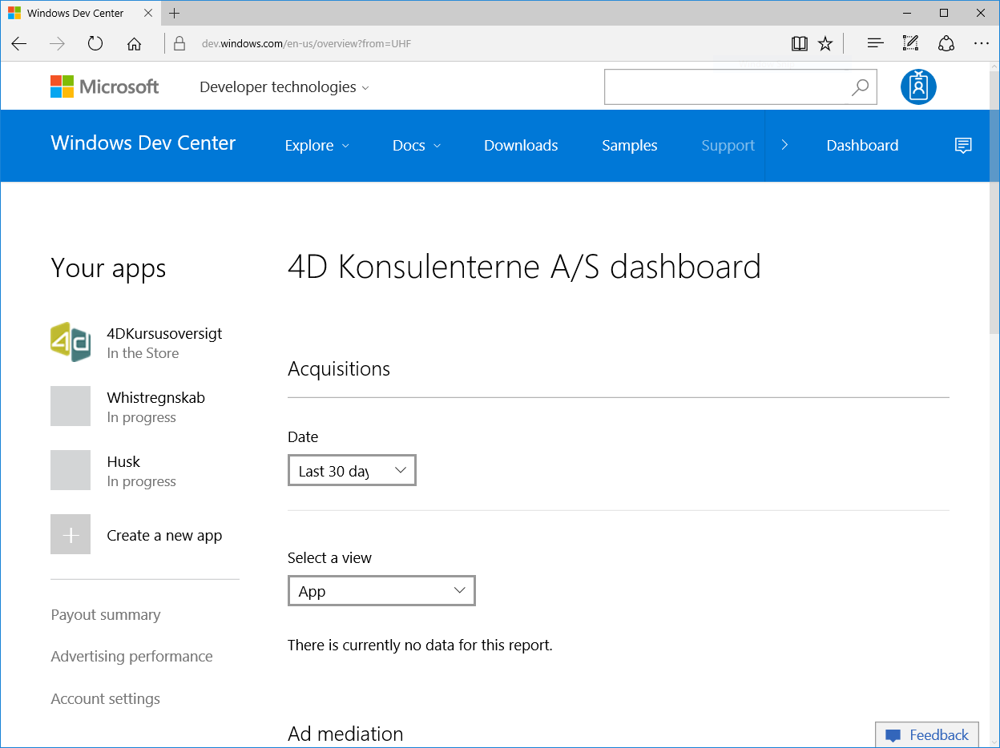 Windows Dev Center
dev.windows.com/en-us/overview?from=UHF
Microsoft
Developer technologies
Windows Dev Center
Explore
Docs
Downloads
Samples
Support
Dashboard
Your apps
4DKursusoversigt
In the Store
Whistregnskab
In progress
Husk
In progress
Create a new app
Payout summary
Advertising performance
Account settings
4D Konsulenterne A/S dashboard
Acquisitions
Date
Last 30 day
Select a view
App
There is currently no data for this report.
Ad mediation
Feedback